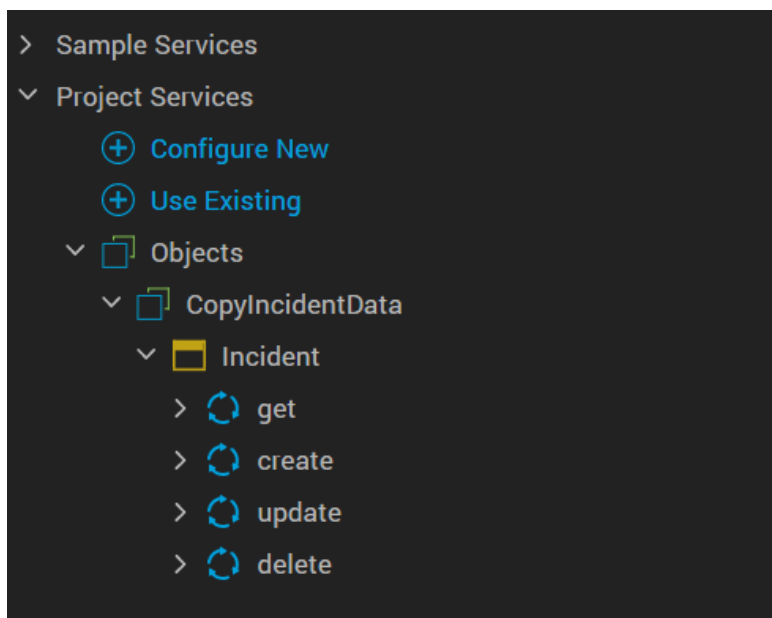 Sample Services
Project Services
Configure New
Use Existing
Objects
CopyIncidentData
Incident
get
create
update
delete